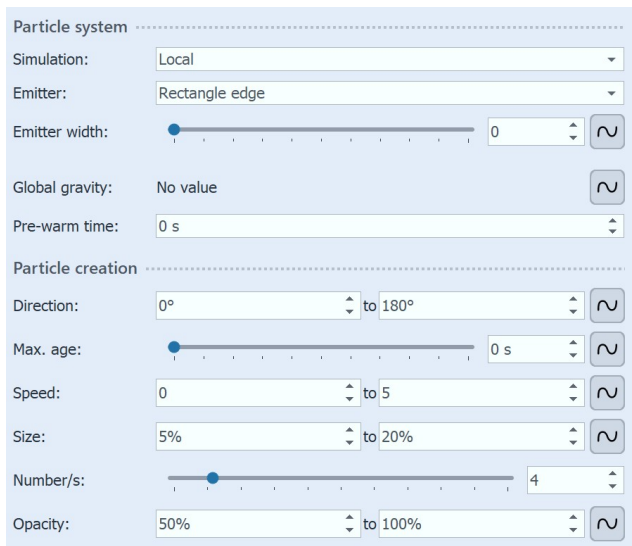 Particle system
Simulation: Local
Emitter: Rectangle edge
Emitter width: 0
Global gravity: No value
Pre-warm time: 0 s
Particle creation
Direction: 0° to 180°
Max. age: 0 s
Speed: 0 to 5
Size: 5% to 20%
Number/s: 4
Opacity: 50% to 100%